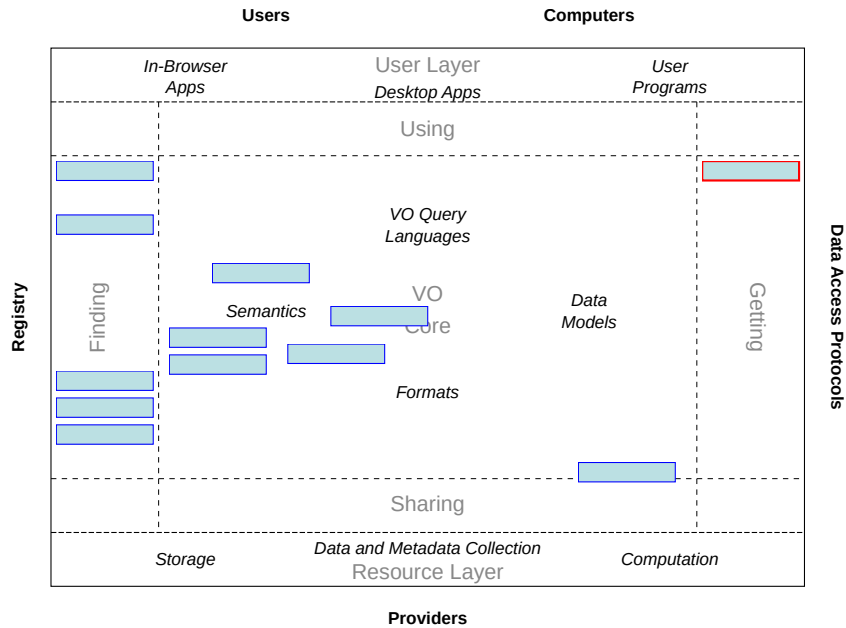 Users
Computers
In-Browser
Apps
User Layer
Desktop Apps
User
Programs
Using
VO Query
Languages
Registry
Finding
Semantics
VO
Core
Data
Models
Getting
Data Access Protocols
Formats
Sharing
Storage
Data and Metadata Collection
Computation
Resource Layer
Providers